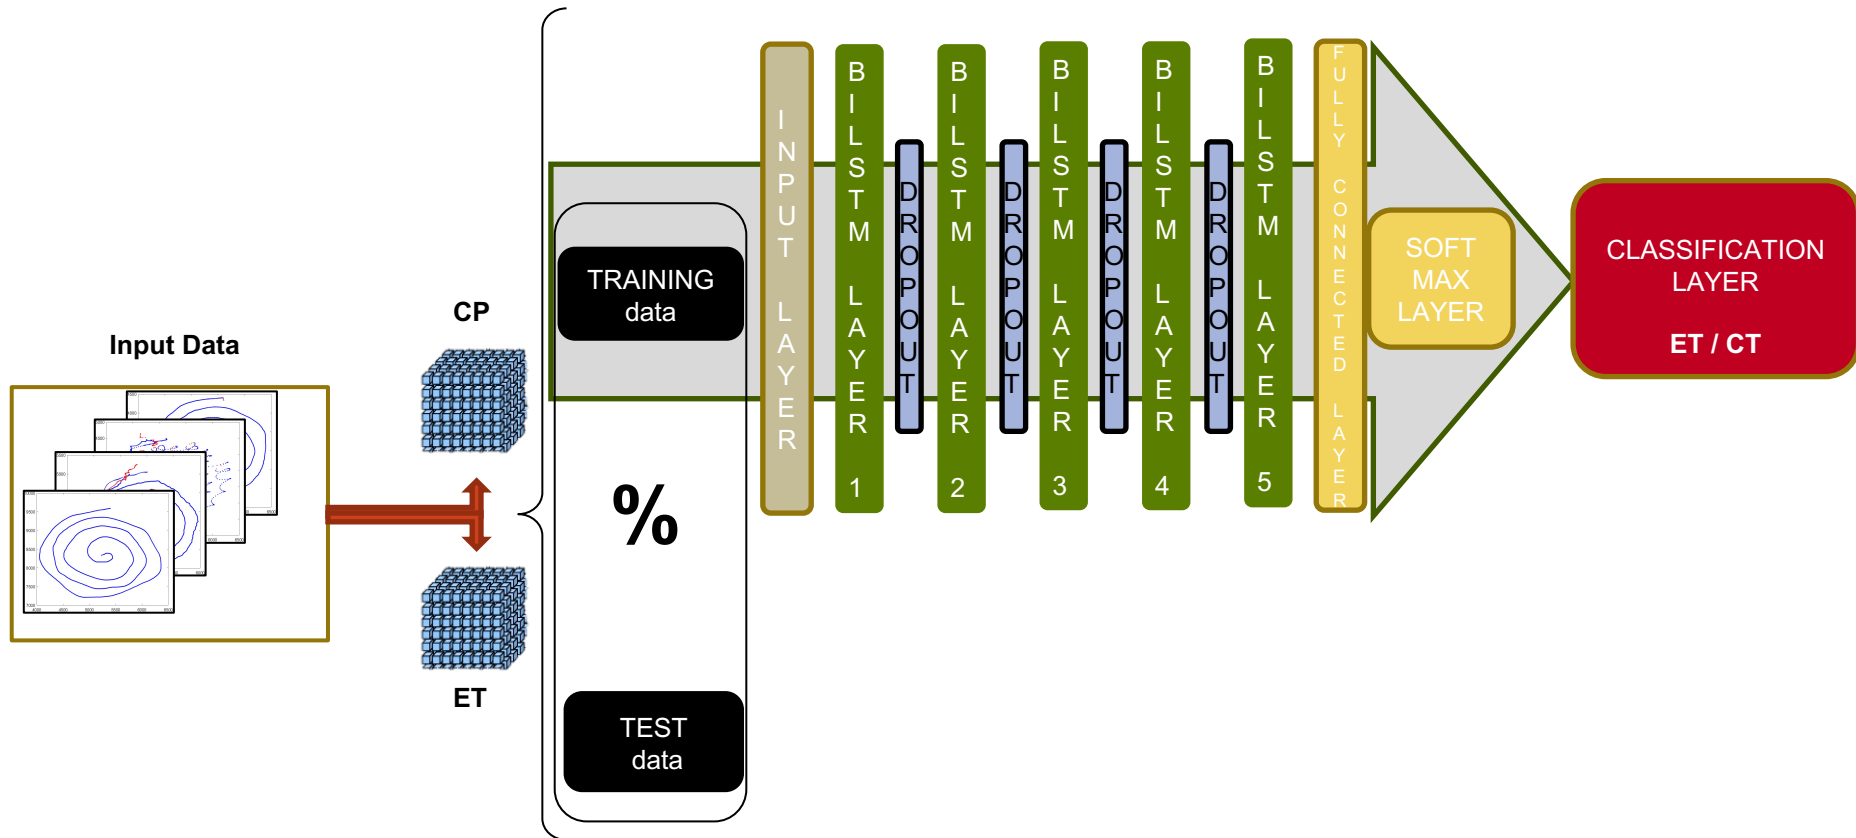 Input Data
CP
ET
TRAINING
data
%
TEST
data
INPUT LAYER
BILSTM LAYER 1
DROPOUT
BILSTM LAYER 2
DROPOUT
BILSTM LAYER 3
DROPOUT
BILSTM LAYER 4
DROPOUT
BILSTM LAYER 5
FULLY CONNECTED LAYER
SOFT
MAX
LAYER
CLASSIFICATION
LAYER
ET / CT